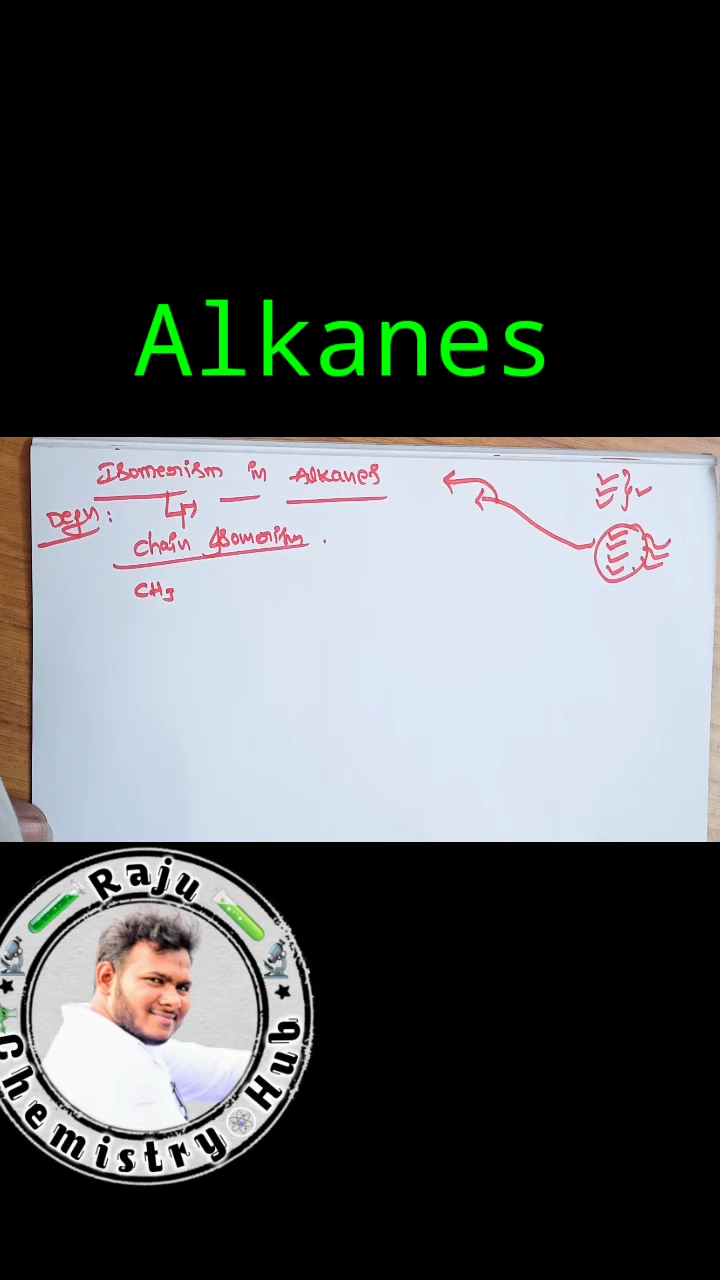 Alkanes
Isomerism in Alkanes
Defn:
chain Isomerism.
CH3
Raju
Chemistry Hub